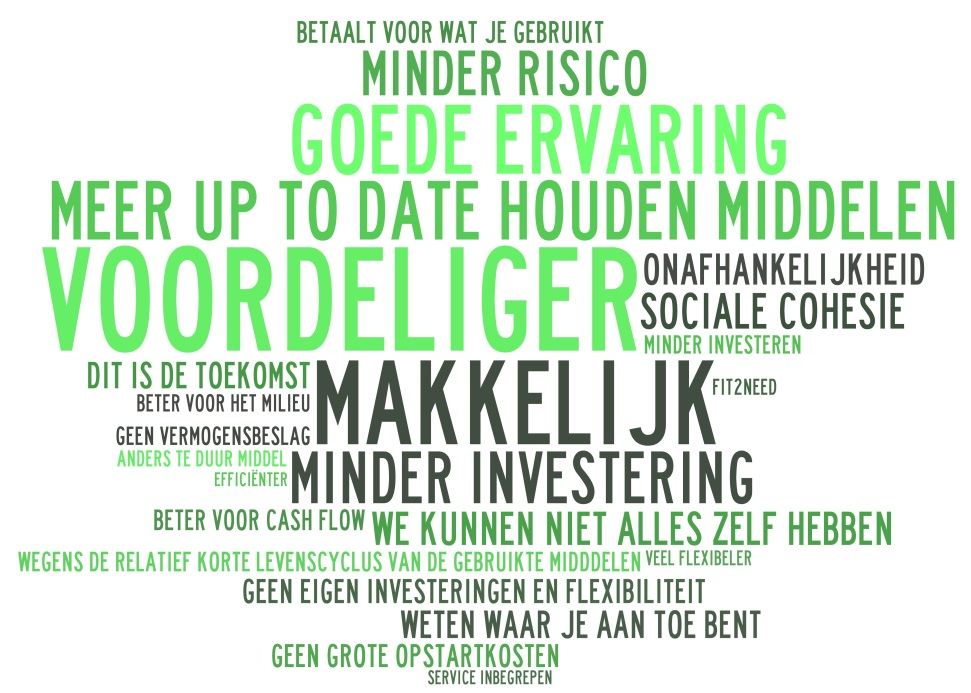 BETAALT VOOR WAT JE GEBRUIKT
MINDER RISICO
GOEDE ERVARING
MEER UP TO DATE HOUDEN MIDDELEN
VOORDELIGER
ONAFHANKELIJKHEID
SOCIALE COHESIE
MINDER INVESTEREN
DIT IS DE TOEKOMST
MAKKELIJK
FIT2NEED
BETER VOOR HET MILIEU
GEEN VERMOGENSBESLAG
ANDERS TE DUUR MIDDEL
MINDER INVESTERING
EFFICIËNTER
BETER VOOR CASH FLOW
WE KUNNEN NIET ALLES ZELF HEBBEN
WEGENS DE RELATIEF KORTE LEVENSCYCLUS VAN DE GEBRUIKTE MIDDDELEN
VEEL FLEXIBELER
GEEN EIGEN INVESTERINGEN EN FLEXIBILITEIT
WETEN WAAR JE AAN TOE BENT
GEEN GROTE OPSTARTKOSTEN
SERVICE INBEGREPEN